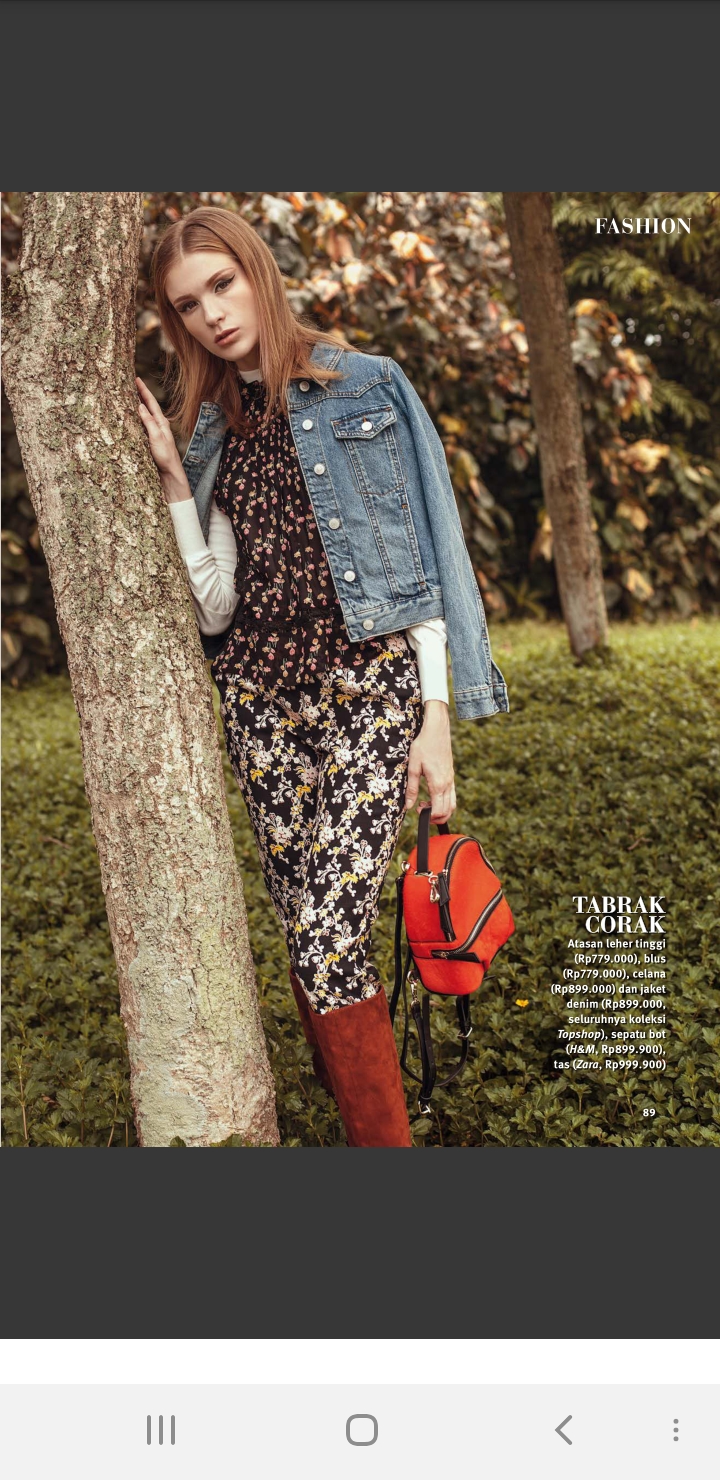 FASHION
TABRAK
CORAK
Atasan leher tinggi
(Rp779.000), blus
(Rp779.000), celana
(Rp899.000) dan jaket
denim (Rp899.000,
seluruhnya koleksi
Topshop), sepatu bot
(H&M, Rp899.900),
tas (Zara, Rp999.900)
89